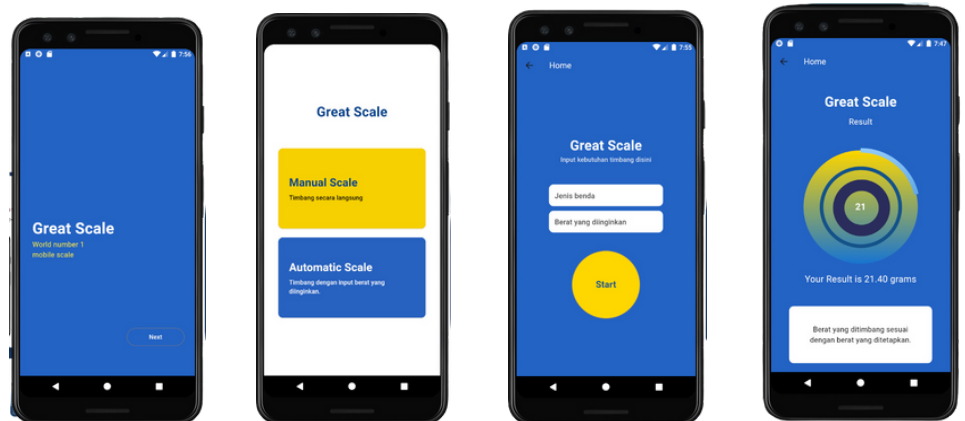 7:56
Great Scale
World number 1
mobile scale
Next
Great Scale
Manual Scale
Timbang secara langsung
Automatic Scale
Timbang dengan input berat yang
diinginkan.
7:55
Home
Great Scale
Input kebutuhan timbang disini
Jenis benda
Berat yang diinginkan
Start
7:47
Home
Great Scale
Result
21
Your Result is 21.40 grams
Berat yang ditimbang sesuai
dengan berat yang ditetapkan.